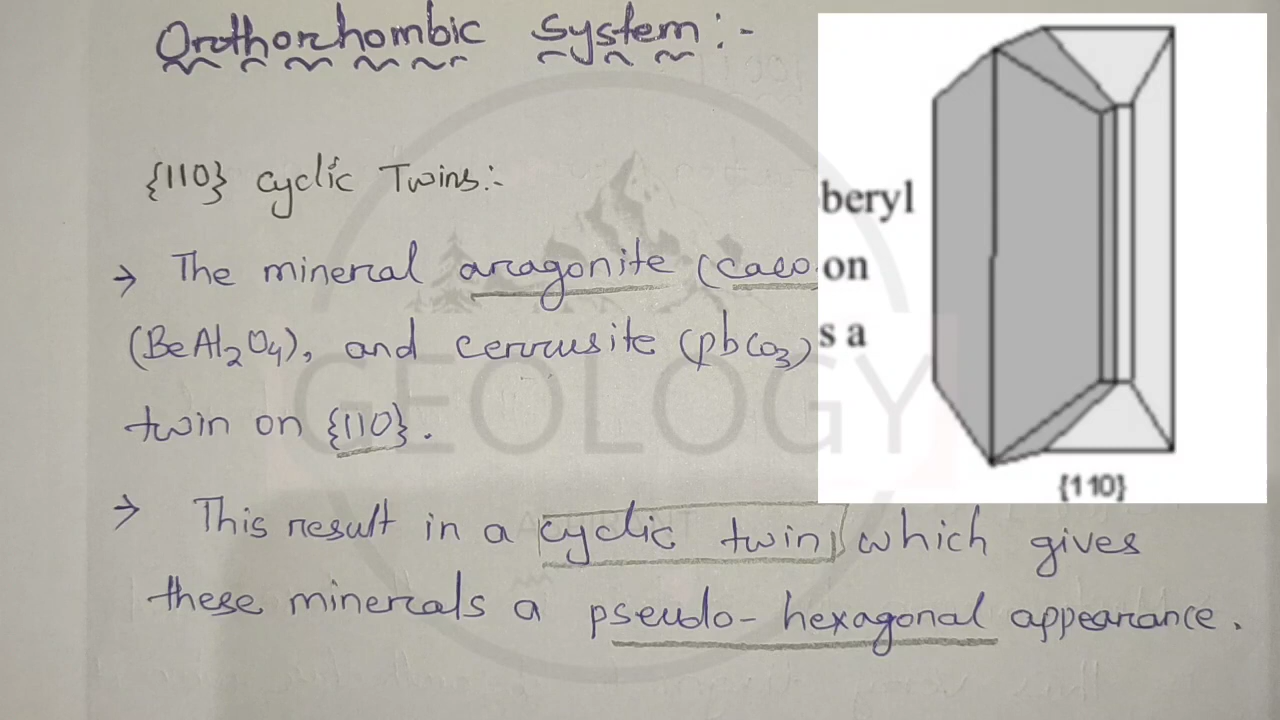 Orthorhombic System:-
{110} cyclic Twins:-
→ The mineral aragonite (CaCO
beryl
on
(BeAl2O4), and cerrusite (pbCO3)
s a
twin on {110}.
{110}
GEOLOGY
→ This result in a cyclic twin, which gives
these minerals a pseudo-hexagonal appearance.